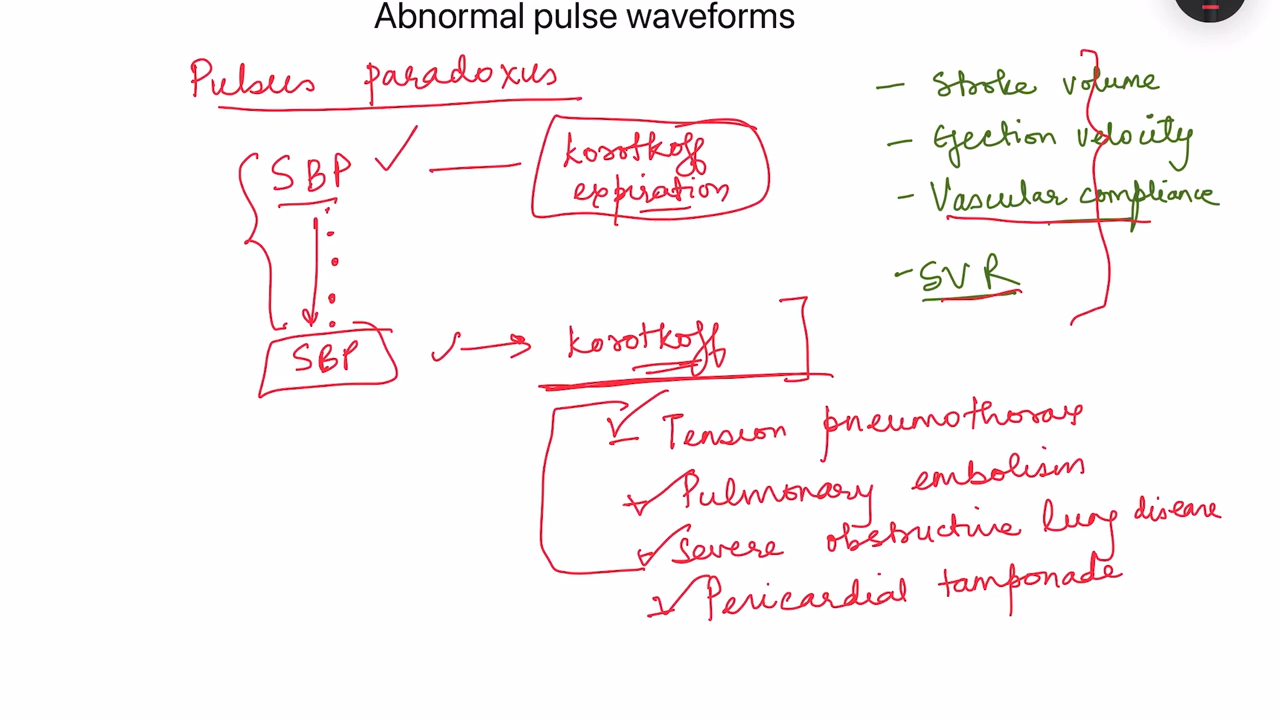 Abnormal pulse waveforms
Pulsus paradoxus
SBP
korotkoff
expiration
SBP
korotkoff
- Stroke volume
- Ejection velocity
- Vascular compliance
- SVR
Tension pneumothorax
Pulmonary embolism
Severe obstructive lung disease
Pericardial tamponade